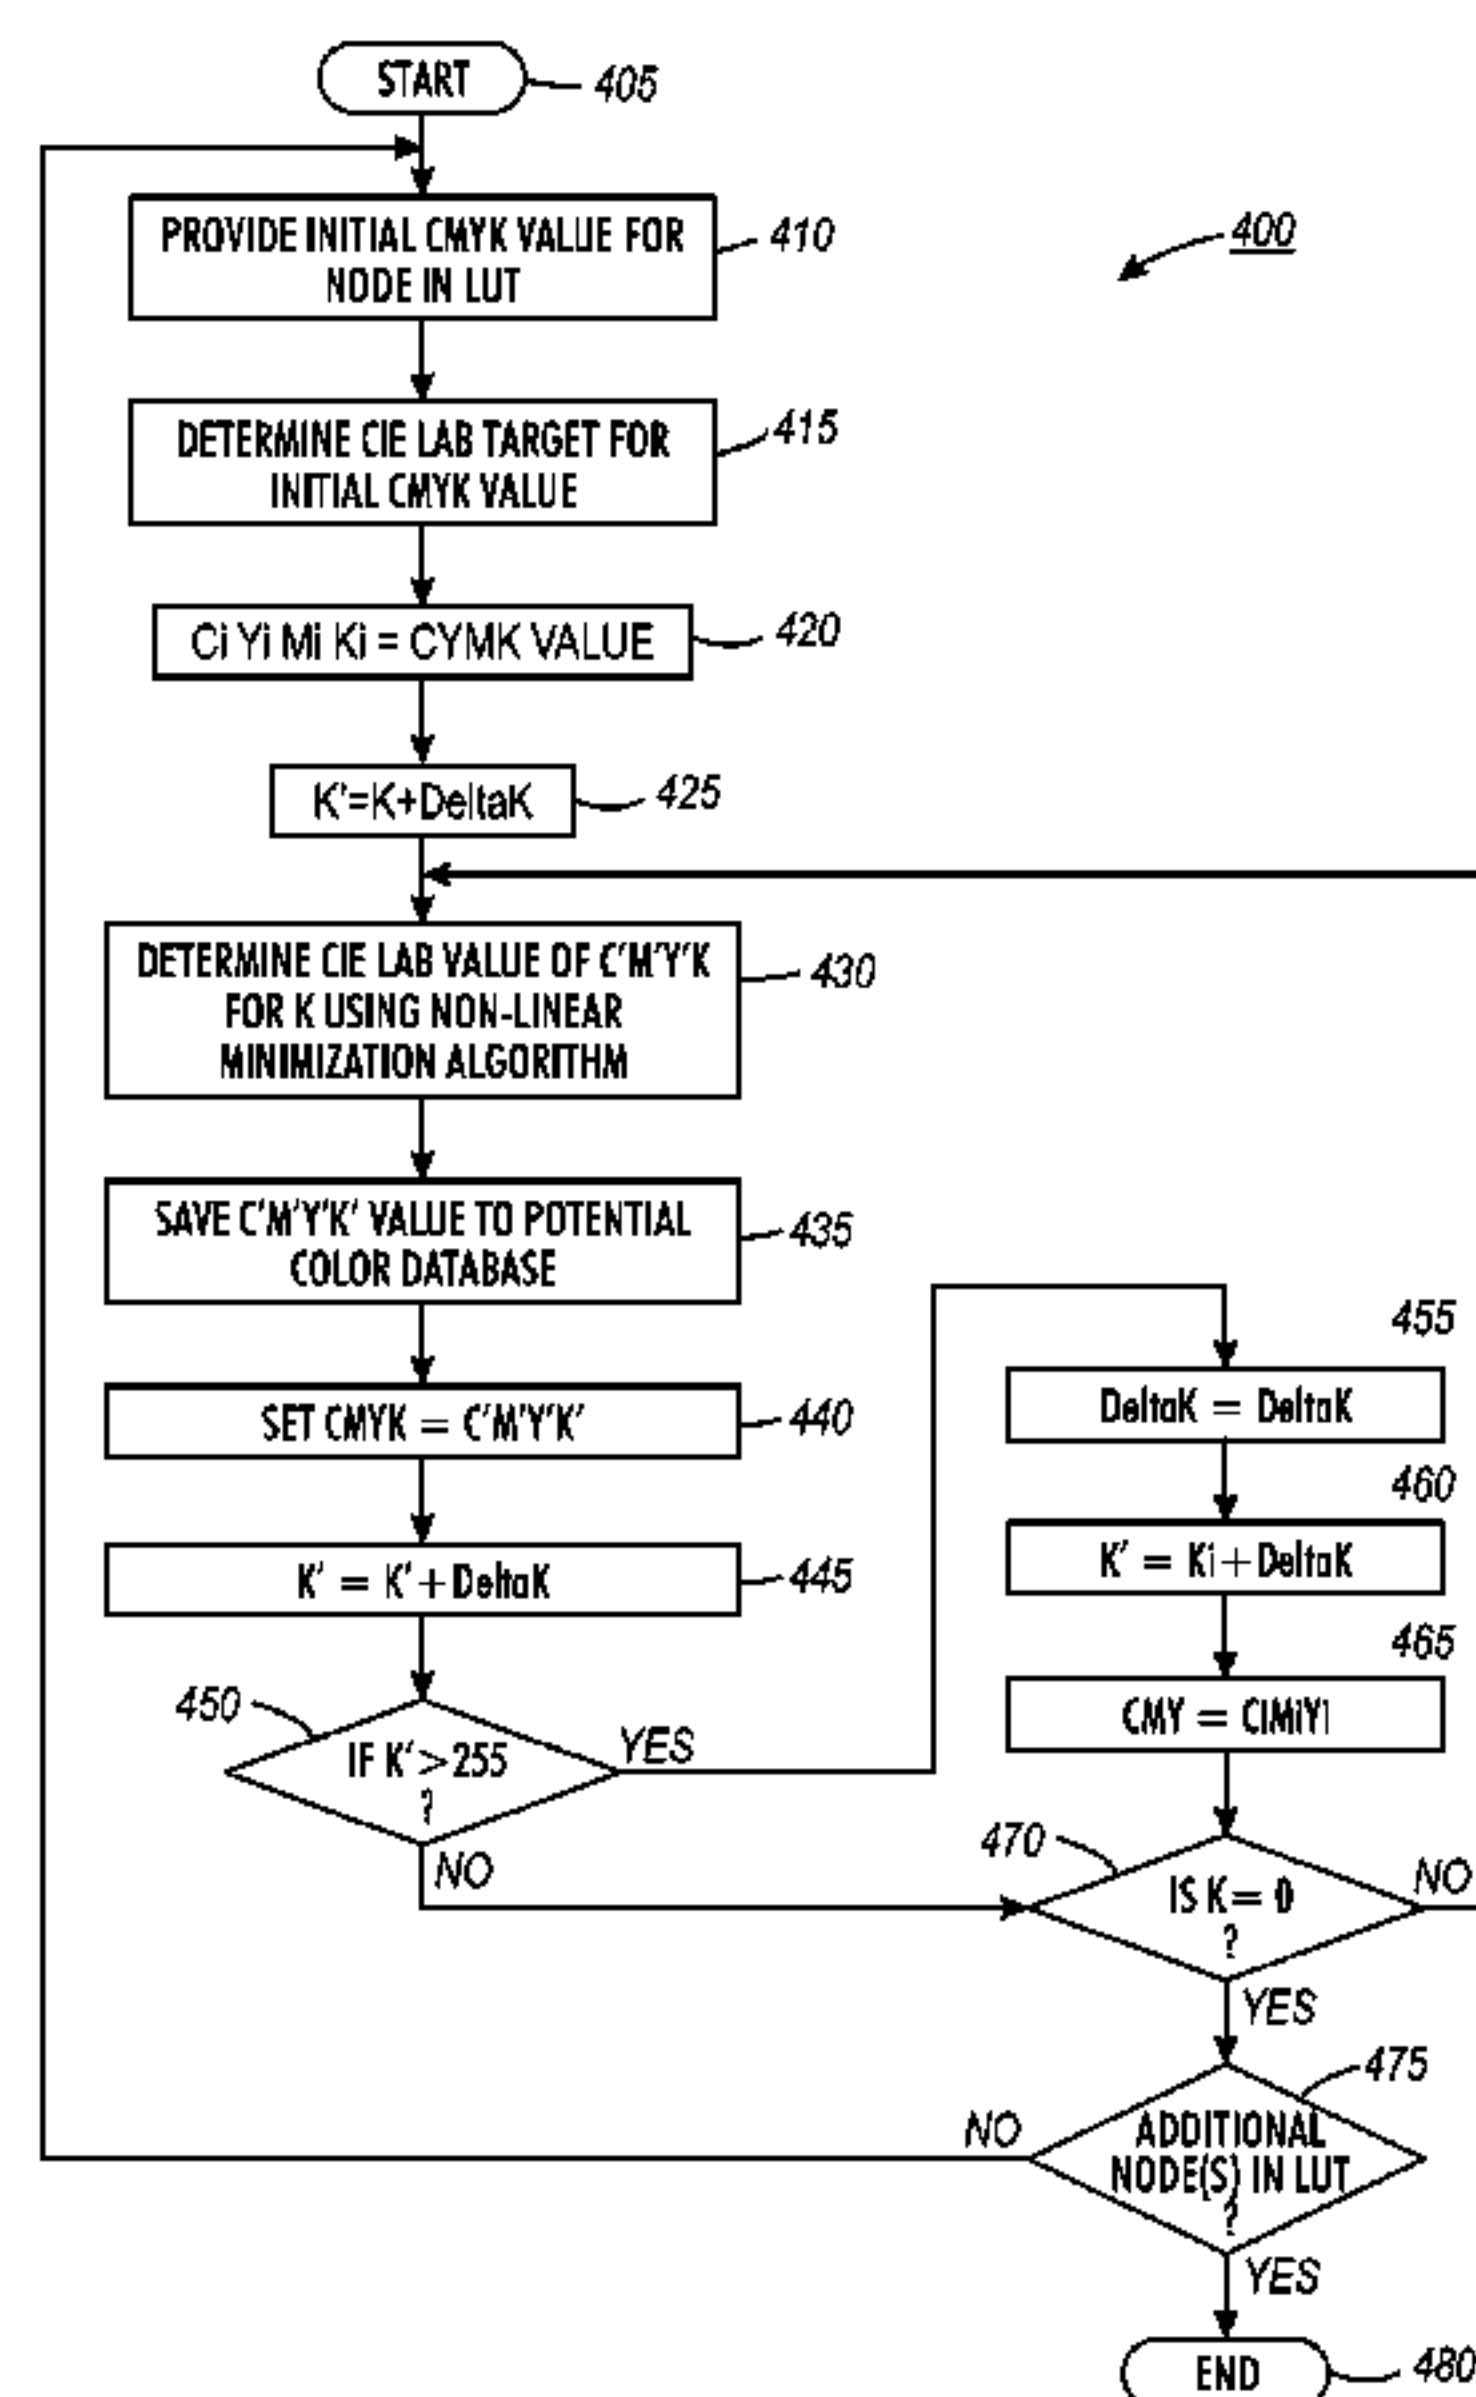 START
405
PROVIDE INITIAL CMYK VALUE FOR
NODE IN LUT
410
400
DETERMINE CIE LAB TARGET FOR
INITIAL CMYK VALUE
415
Ci Yi Mi Ki = CYMK VALUE
420
K'=K+DeltaK
425
DETERMINE CIE LAB VALUE OF C'M'Y'K
FOR K USING NON-LINEAR
MINIMIZATION ALGORITHM
430
SAVE C'M'Y'K' VALUE TO POTENTIAL
COLOR DATABASE
435
SET CMYK = C'M'Y'K'
440
K' = K'+DeltaK
445
450
IF K'>255
?
YES
NO
455
DeltaK = DeltaK
460
K' = Ki+DeltaK
465
CMY = CiMiYi
470
IS K= 0
?
NO
YES
475
ADDITIONAL
NODE(S) IN LUT
?
NO
YES
END
480